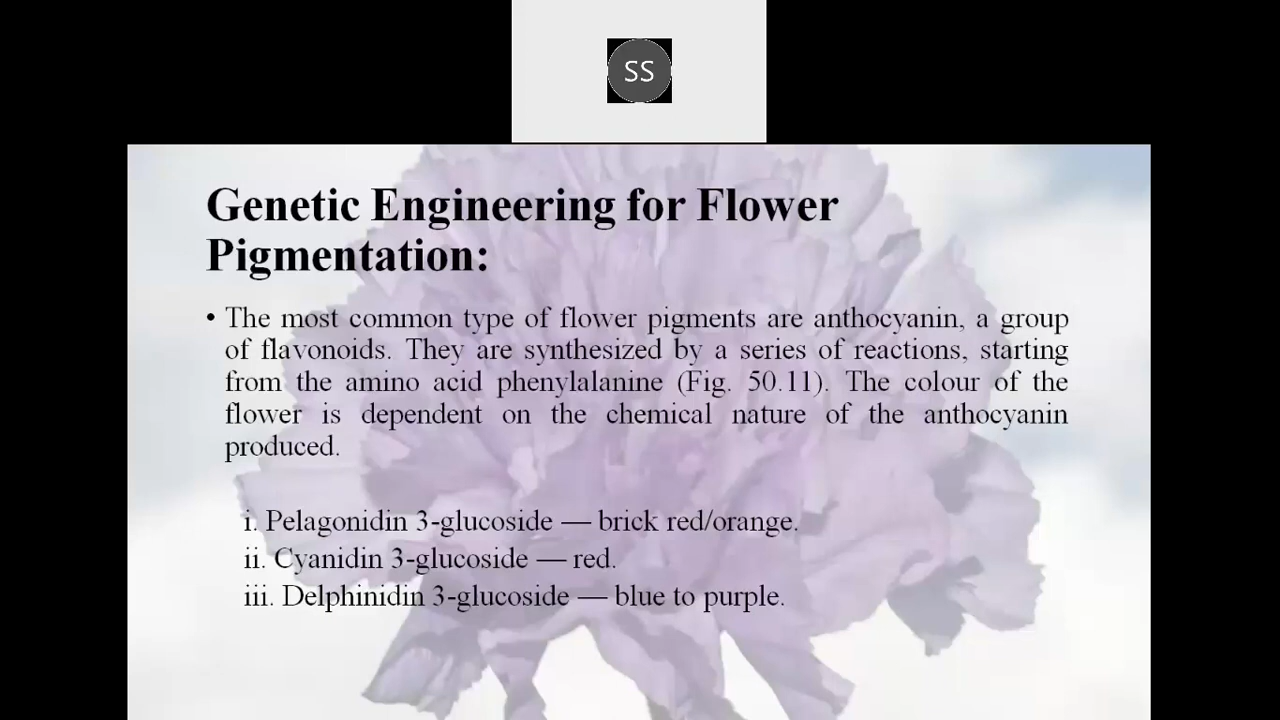 SS
Genetic Engineering for Flower
Pigmentation:
• The most common type of flower pigments are anthocyanin, a group
of flavonoids. They are synthesized by a series of reactions, starting
from the amino acid phenylalanine (Fig. 50.11). The colour of the
flower is dependent on the chemical nature of the anthocyanin
produced.
i. Pelagonidin 3-glucoside — brick red/orange.
ii. Cyanidin 3-glucoside — red.
iii. Delphinidin 3-glucoside — blue to purple.